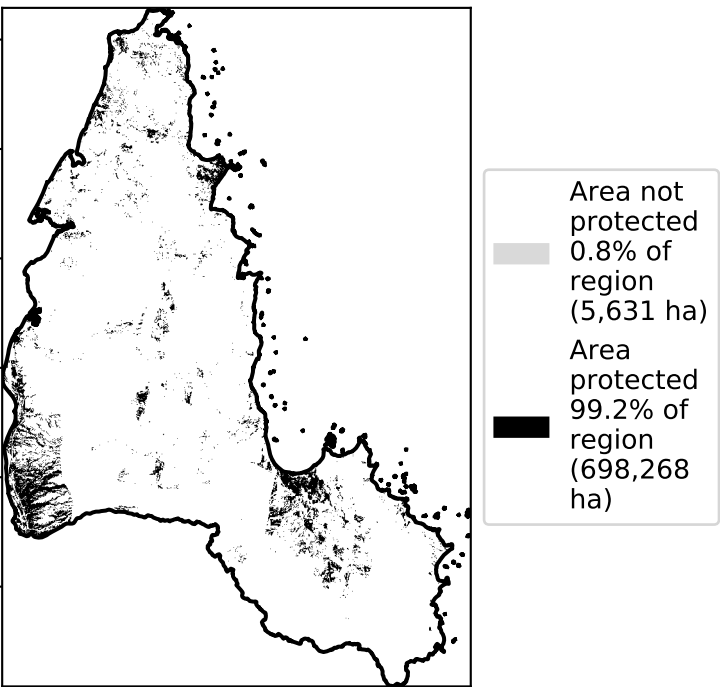 Area not
protected
0.8% of
region
(5,631 ha)
Area
protected
99.2% of
region
(698,268
ha)